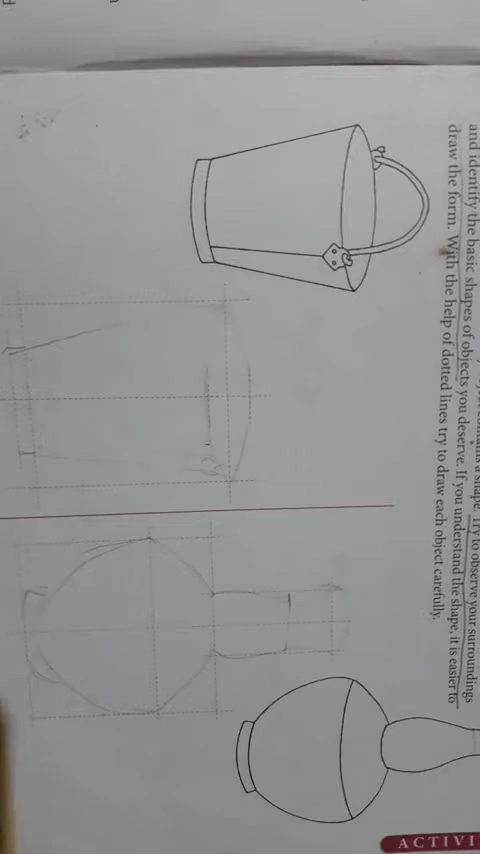 a shape. Try to observe your surroundings
and identify the basic shapes of objects you deserve. If you understand the shape, it is easier to
draw the form. With the help of dotted lines try to draw each object carefully.
ACTIVI